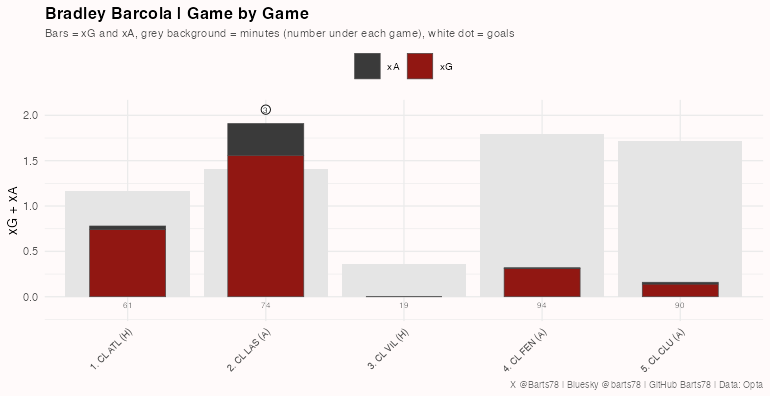 Bradley Barcola | Game by Game
Bars = xG and xA, grey background = minutes (number under each game), white dot = goals
xA xG
xG + xA
2.0
1.5
1.0
0.5
0.0
61 74 19 94 90
1. CL ATL (H)
2. CL LAS (A)
3. CL VIL (H)
4. CL FEN (A)
5. CL CLU (A)
X @Barts78 | Bluesky @barts78 | GitHub Barts78 | Data: Opta